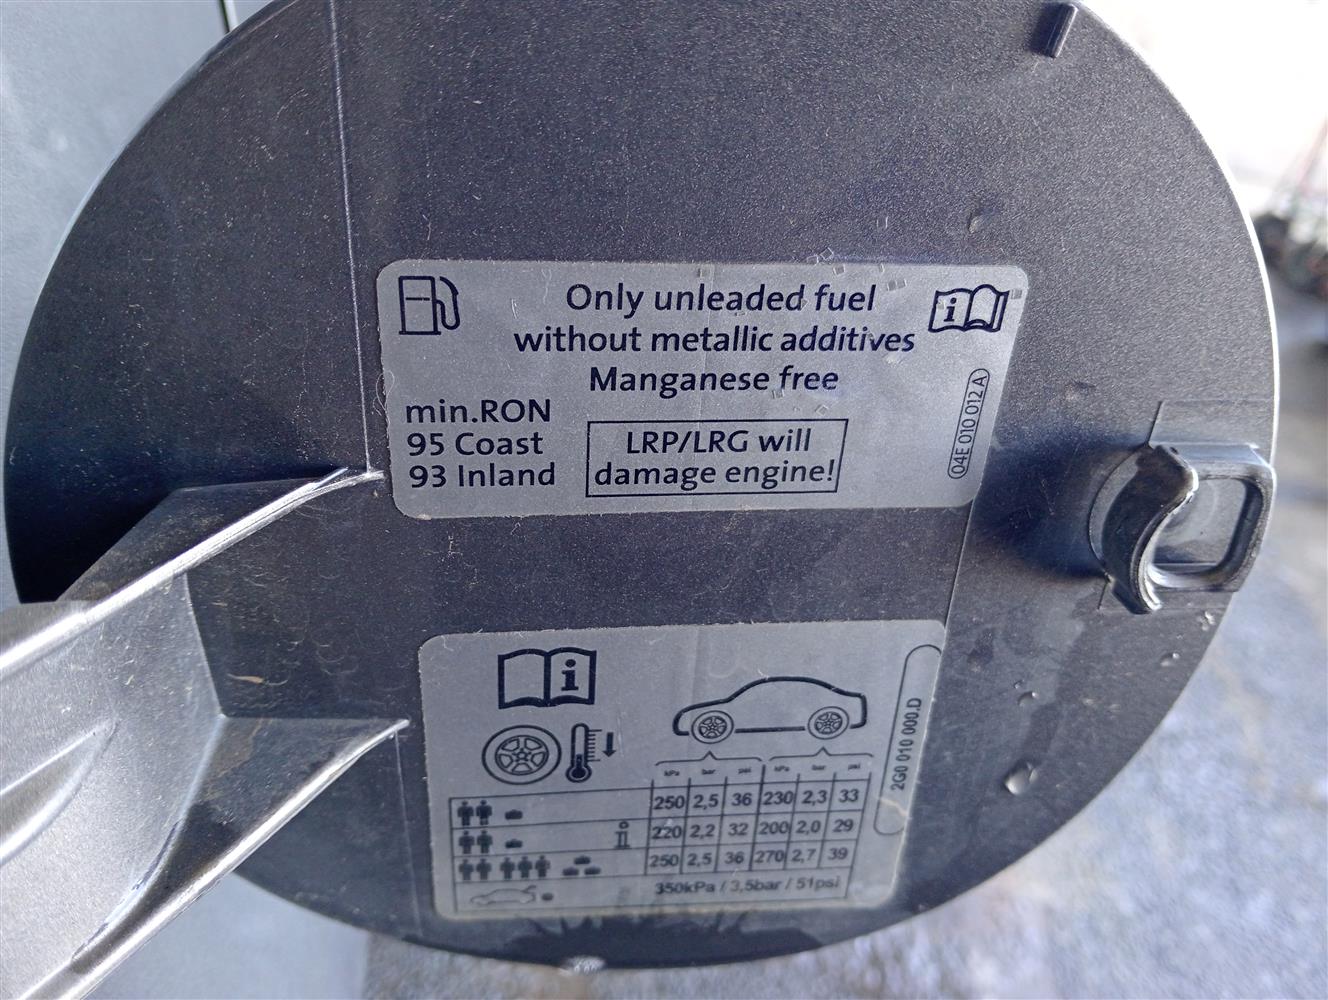 Only unleaded fuel
without metallic additives
Manganese free
min.RON
95 Coast
93 Inland
LRP/LRG will
damage engine!
04E 010 012 A
2G0 010 000.D
kPa bar psi kPa bar psi
250 2,5 36 230 2,3 33
220 2,2 32 200 2,0 29
250 2,5 36 270 2,7 39
350kPa / 3,5bar / 51psi